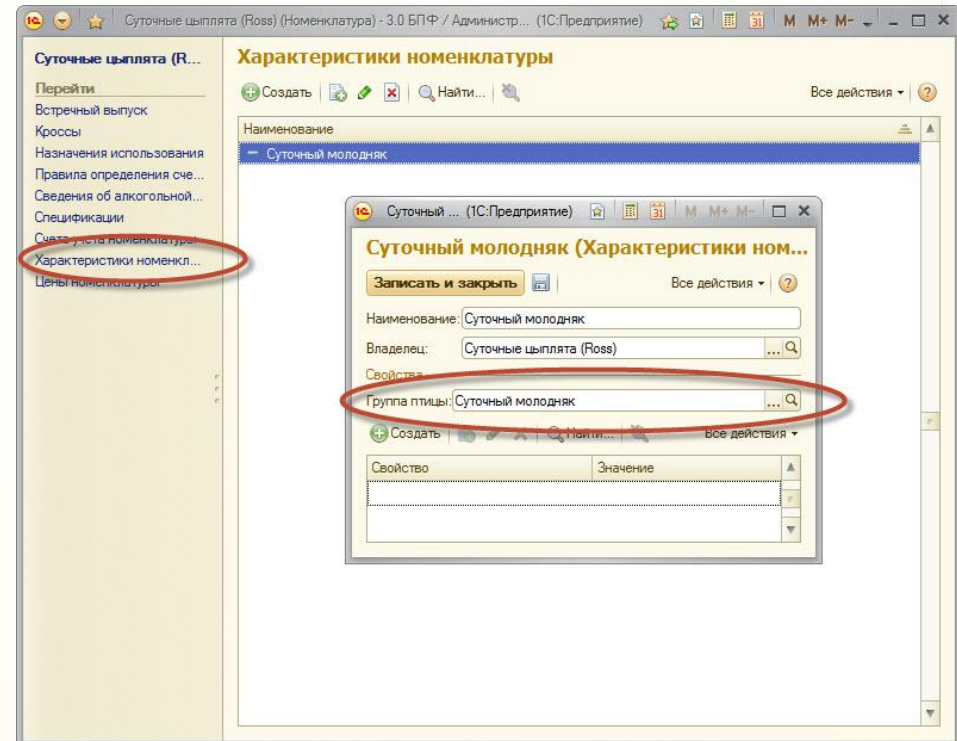 Суточные цыплята (Ross) (Номенклатура) - 3.0 БПФ / Администр... (1С:Предприятие) 31 M M+ M-
Суточные цыплята (R...
Перейти
Встречный выпуск
Кроссы
Назначения использования
Правила определения сче...
Сведения об алкогольной...
Спецификации
Счета учета номенклатуры
Характеристики номенкл...
Цены номенклатуры
Характеристики номенклатуры
Создать Найти... Все действия ?
Наименование
Суточный молодняк
Суточный ... (1С:Предприятие) 31 M M+ M-
Суточный молодняк (Характеристики ном...
Записать и закрыть Все действия ?
Наименование: Суточный молодняк
Владелец: Суточные цыплята (Ross) ...
Свойства
Группа птицы: Суточный молодняк ...
Создать Найти... Все действия
Свойство Значение